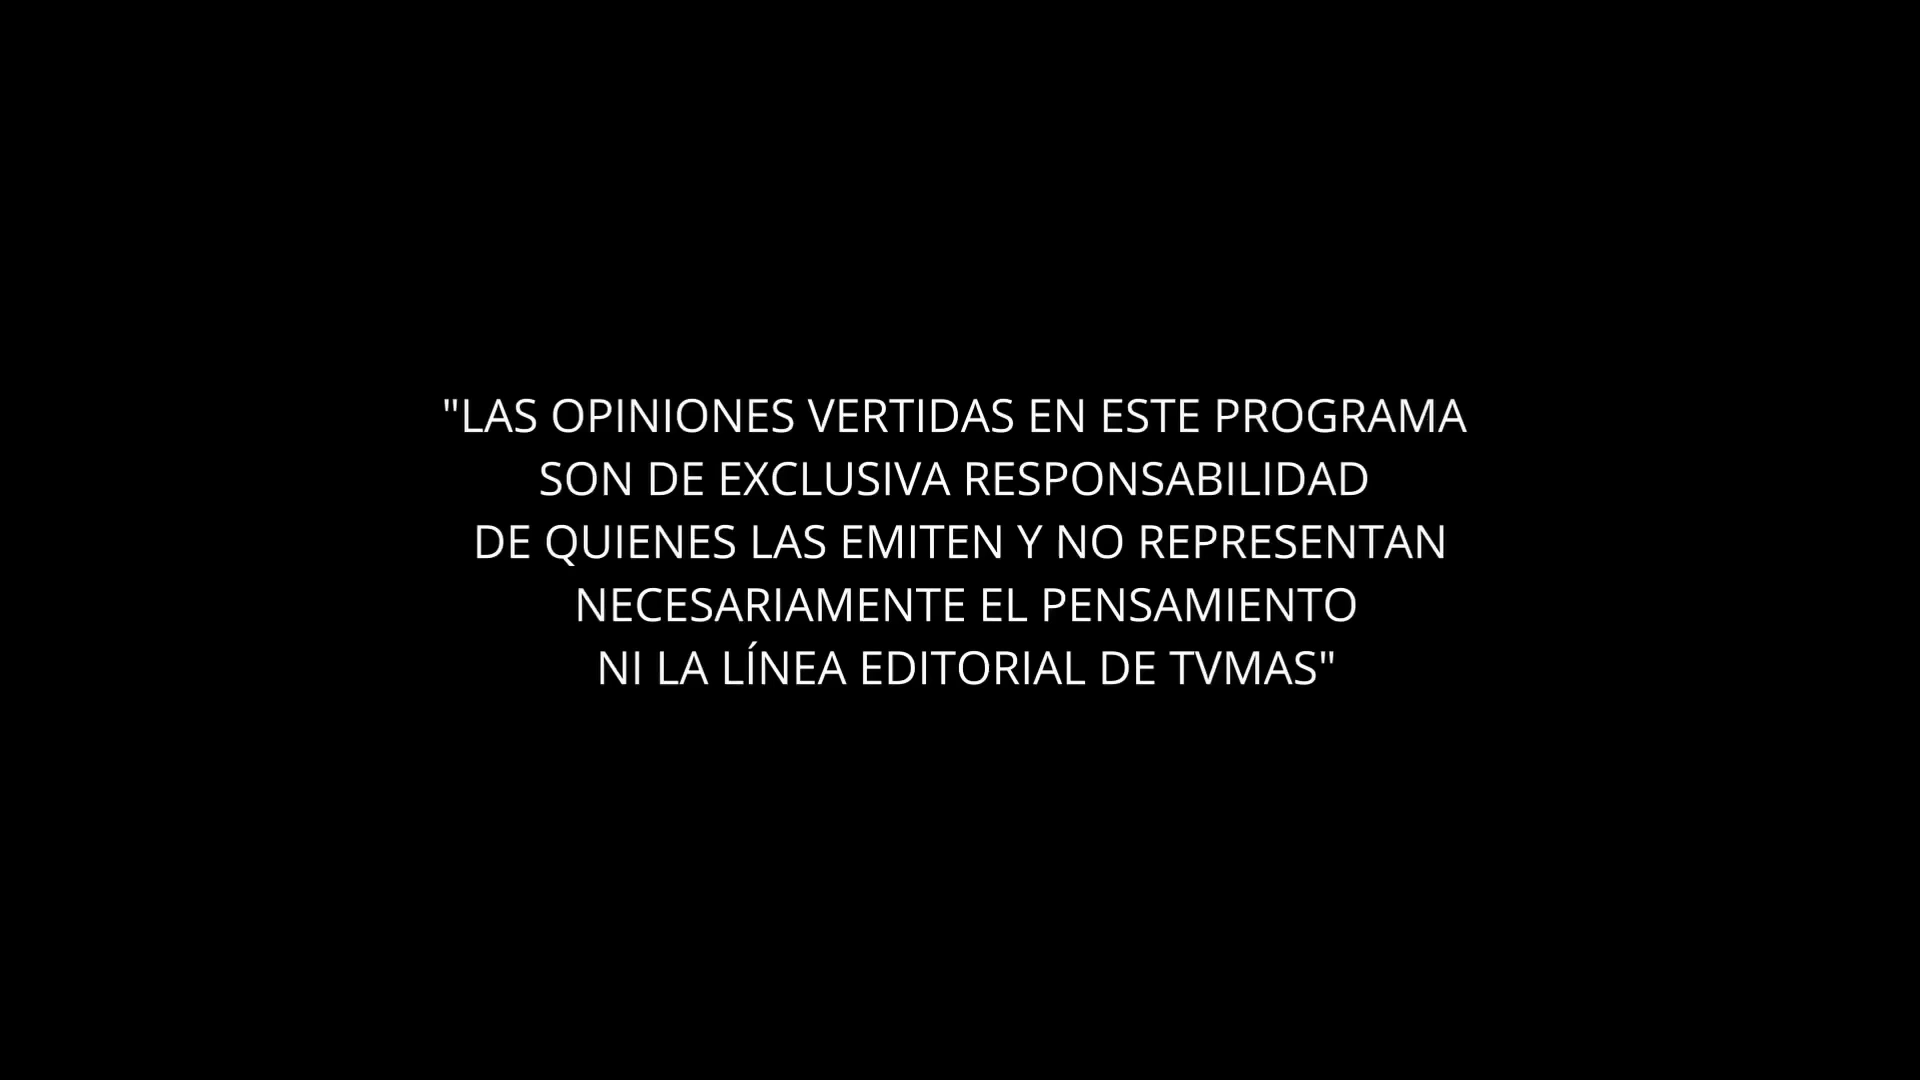 "LAS OPINIONES VERTIDAS EN ESTE PROGRAMA
SON DE EXCLUSIVA RESPONSABILIDAD
DE QUIENES LAS EMITEN Y NO REPRESENTAN
NECESARIAMENTE EL PENSAMIENTO
NI LA LÍNEA EDITORIAL DE TVMAS"